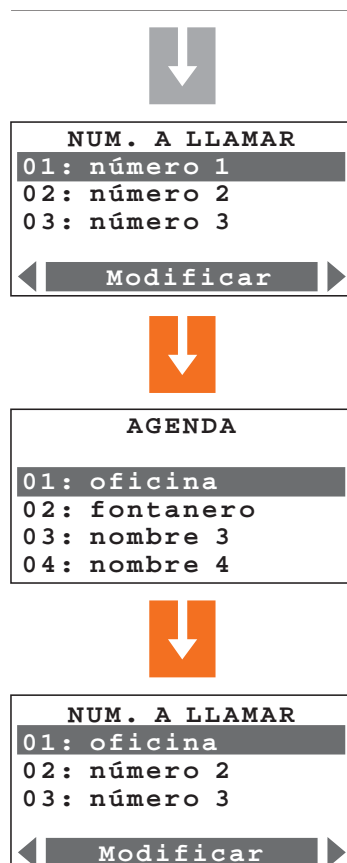 NUM. A LLAMAR
01: número 1
02: número 2
03: número 3
Modificar
AGENDA
01: oficina
02: fontanero
03: nombre 3
04: nombre 4
NUM. A LLAMAR
01: oficina
02: número 2
03: número 3
Modificar